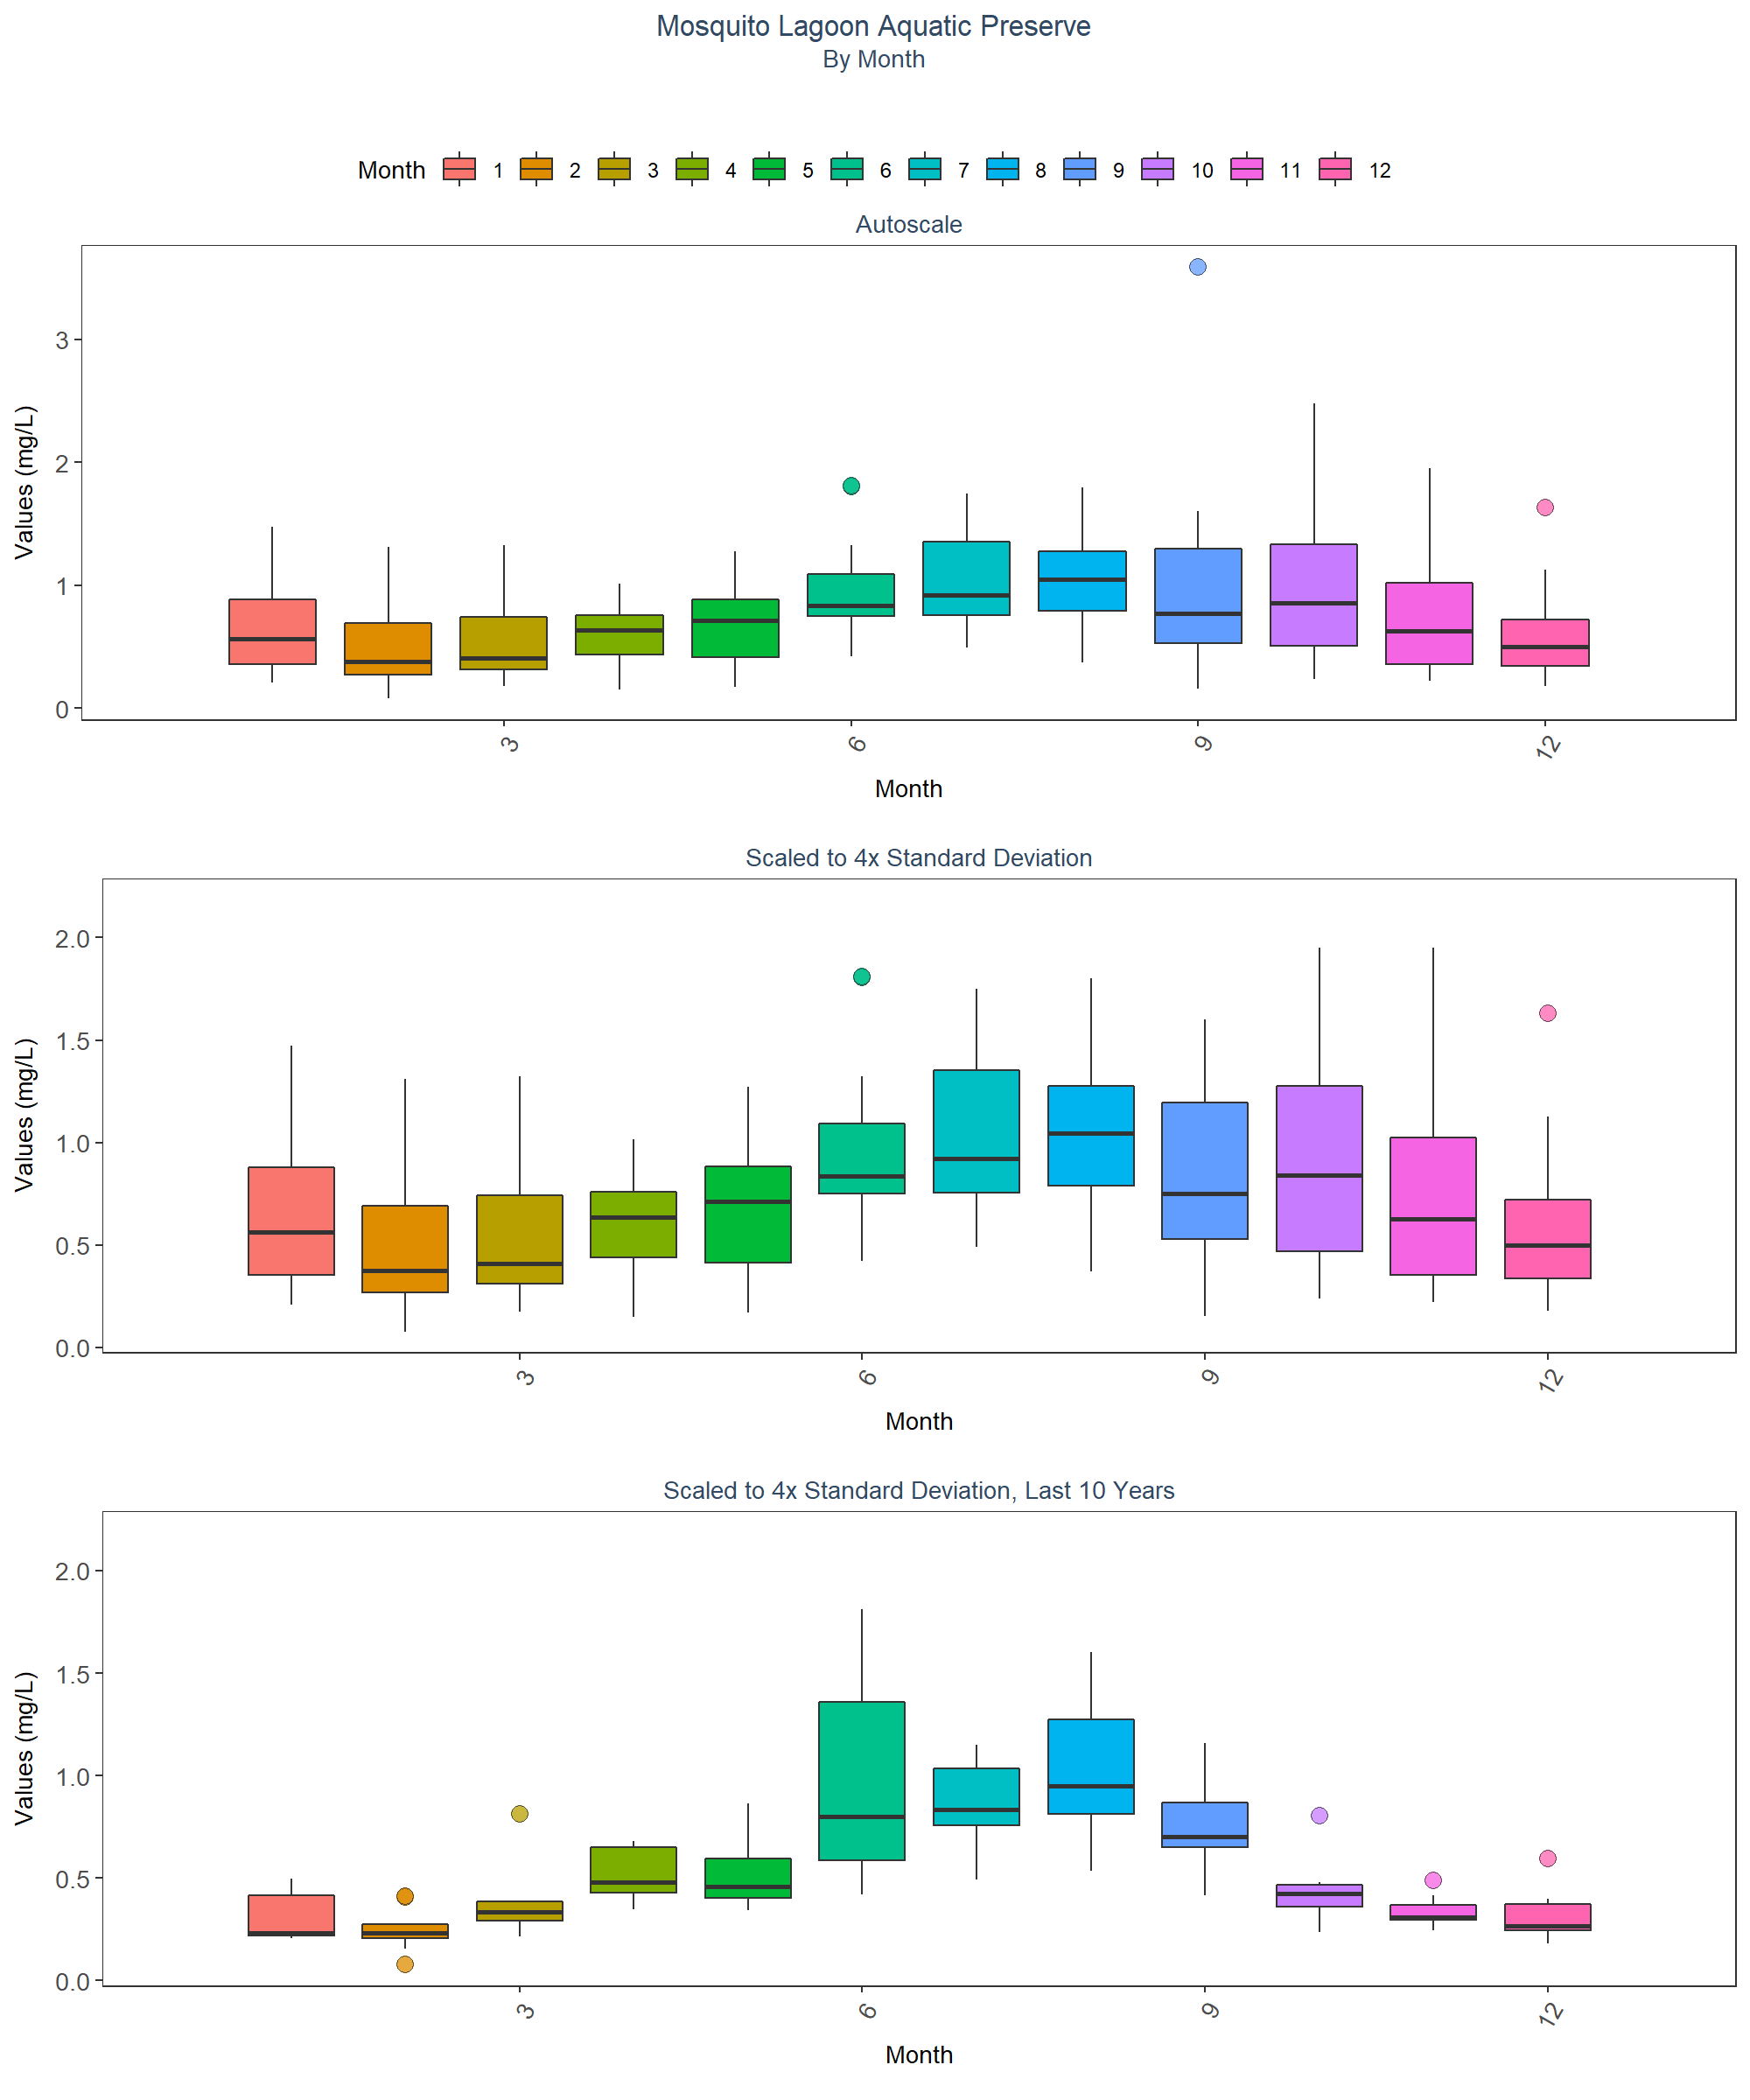 Mosquito Lagoon Aquatic Preserve
By Month
Month 1 2 3 4 5 6 7 8 9 10 11 12
Autoscale
Values (mg/L)
3
2
1
0
3 6 9 12
Month
Scaled to 4x Standard Deviation
Values (mg/L)
2.0
1.5
1.0
0.5
0.0
3 6 9 12
Month
Scaled to 4x Standard Deviation, Last 10 Years
Values (mg/L)
2.0
1.5
1.0
0.5
0.0
3 6 9 12
Month